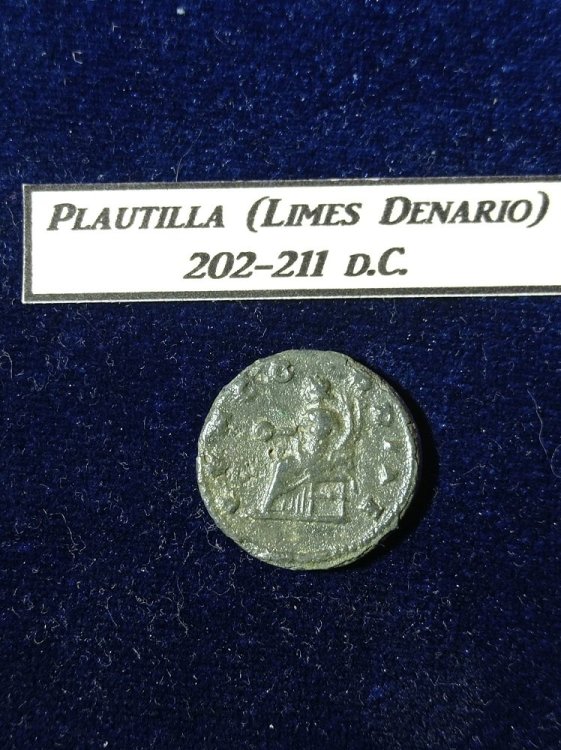 PLAUTILLA (LIMES DENARIO)
202-211 D.C.